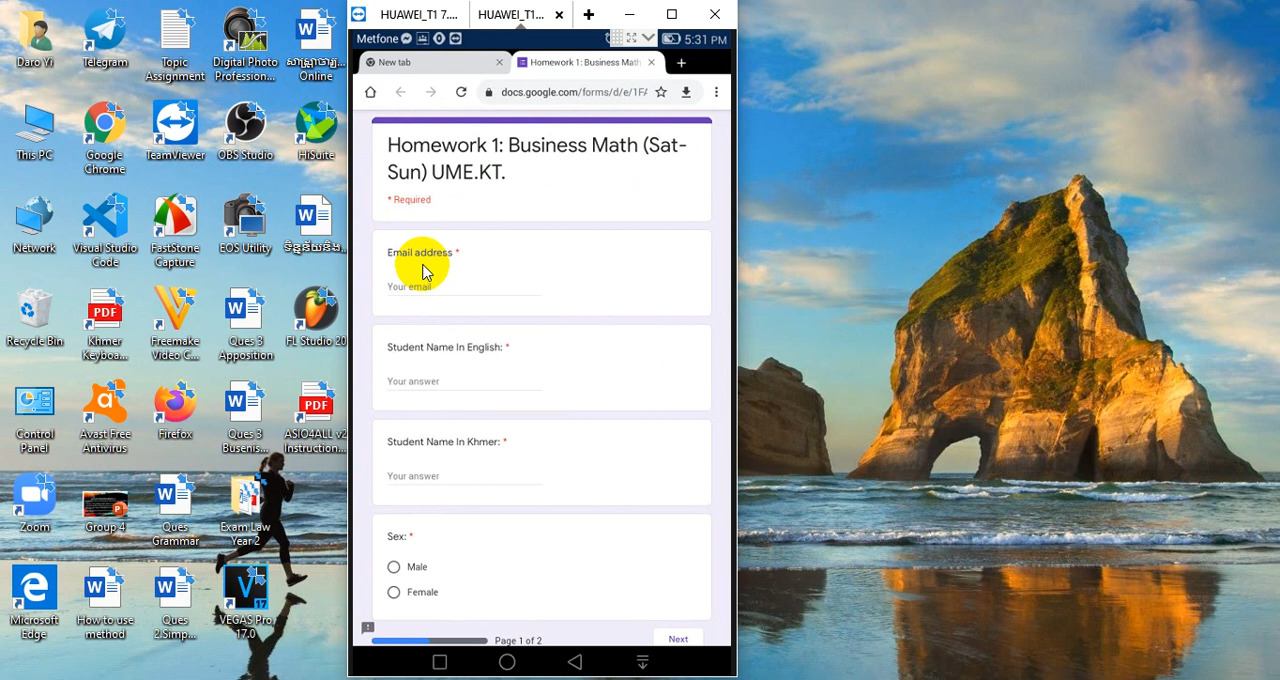 Daro Yi
Telegram
Topic
Assignment
Digital Photo
Profession...
Online
This PC
Google
Chrome
TeamViewer
OBS Studio
HiSuite
Network
Visual Studio
Code
FastStone
Capture
EOS Utility
Recycle Bin
PDF
Khmer
Keyboa...
Freemake
Video C...
Ques 3
Apposition
FL Studio 20
Control
Panel
Avast Free
Antivirus
Firefox
Ques 3
Busenis...
PDF
ASIO4ALL v2
Instruction...
Zoom
Group 4
Ques
Grammar
Exam Law
Year 2
Microsoft
Edge
How to use
method
Ques
2.Simp...
VEGAS Pro
17.0
HUAWEI_T1 7....
HUAWEI_T1...
Metfone
5:31 PM
New tab
Homework 1: Business Math
docs.google.com/forms/d/e/1FA
Homework 1: Business Math (Sat-
Sun) UME.KT.
* Required
Email address *
Your email
Student Name In English: *
Your answer
Student Name In Khmer: *
Your answer
Sex: *
Male
Female
Page 1 of 2
Next